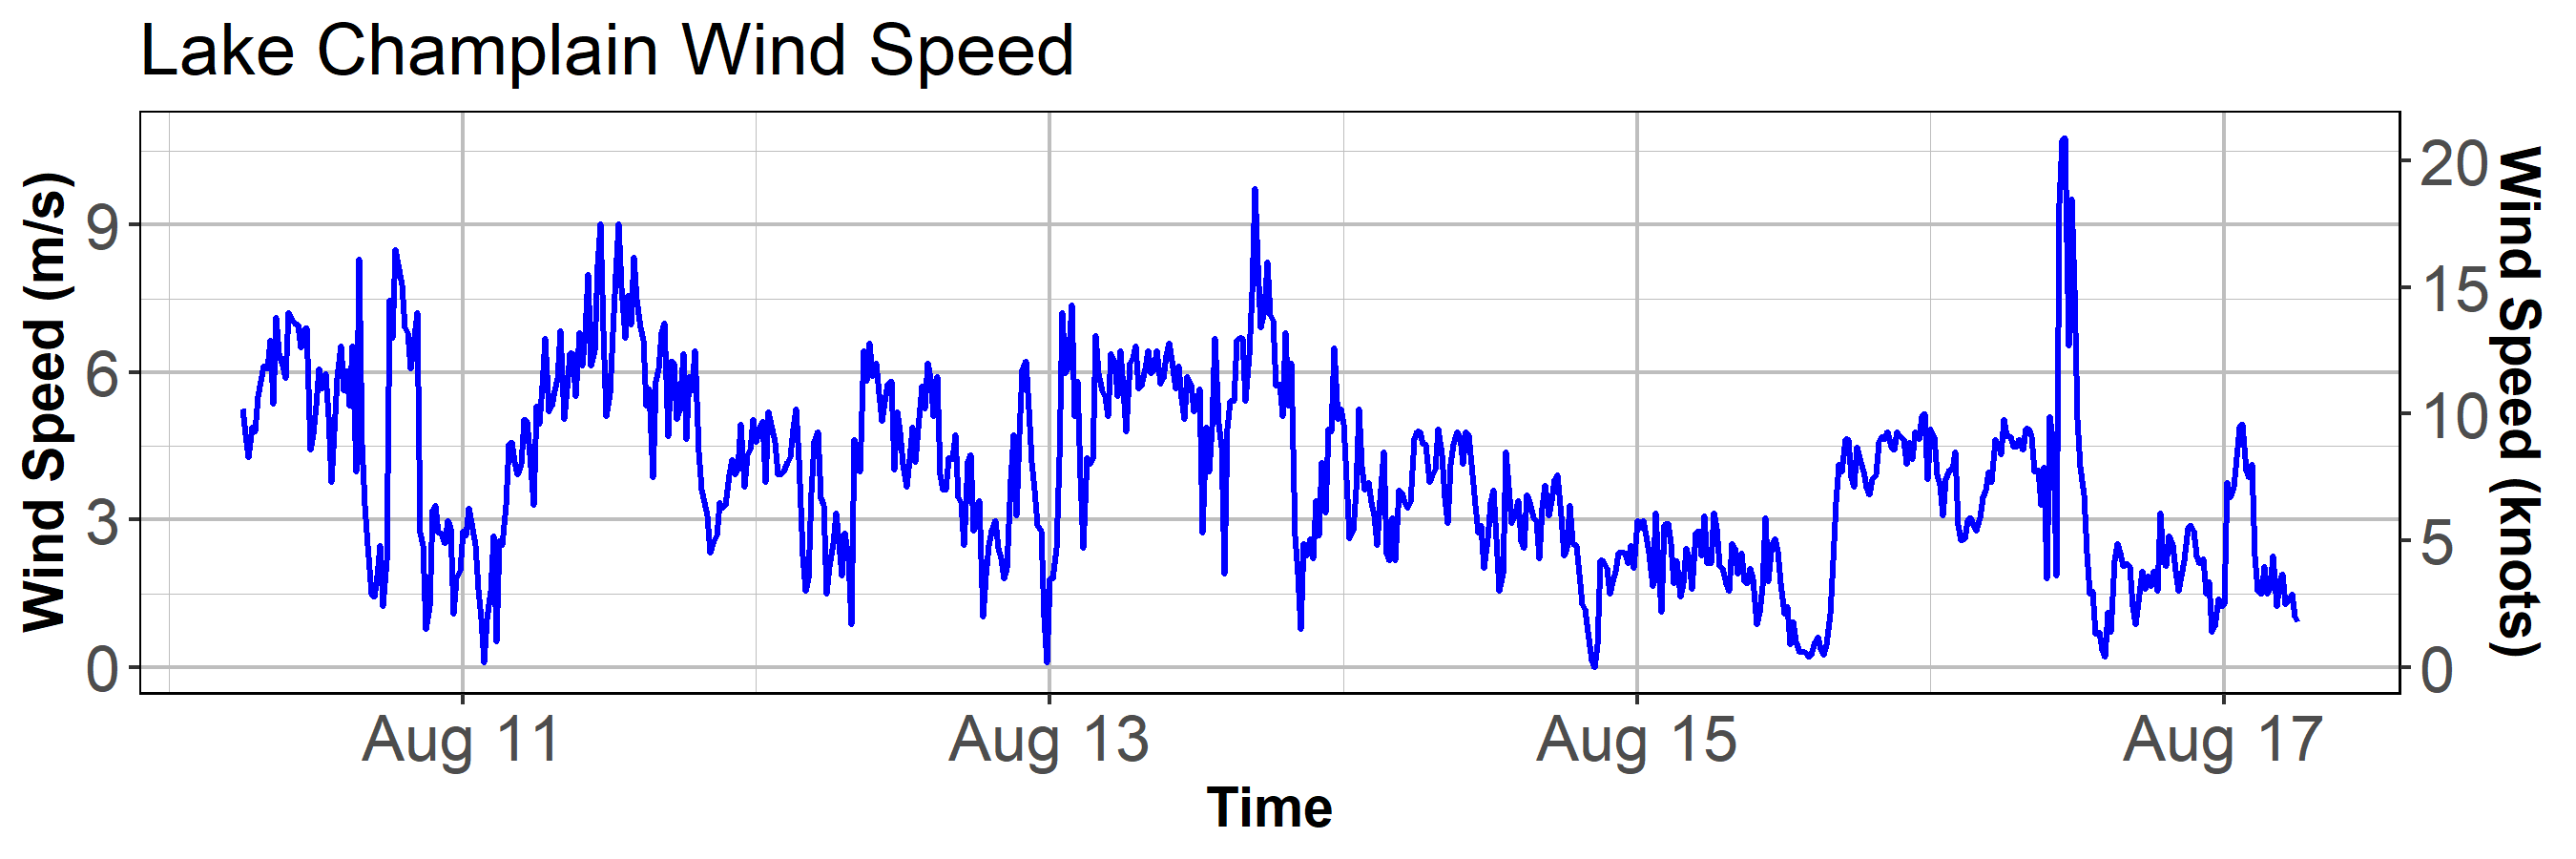 Lake Champlain Wind Speed
Wind Speed (m/s)
9
6
3
0
20
15
10
5
0
Wind Speed (knots)
Aug 11 Aug 13 Aug 15 Aug 17
Time